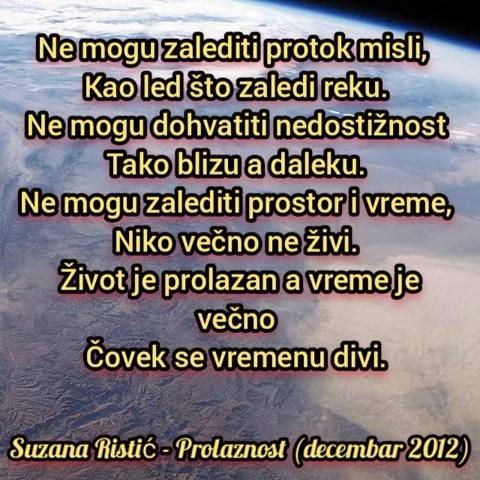 Ne mogu zalediti protok misli,
Kao led što zaledi reku.
Ne mogu dohvatiti nedostižnost
Tako blizu a daleku.
Ne mogu zalediti prostor i vreme,
Niko večno ne živi.
Život je prolazan a vreme je
večno
Čovek se vremenu divi.
Suzana Ristić - Prolaznost (decembar 2012)